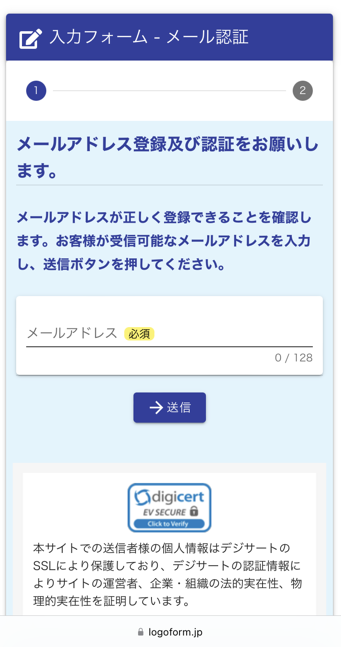 入力フォーム - メール認証
1
2
メールアドレス登録及び認証をお願いし
ます。
メールアドレスが正しく登録できることを確認し
ます。お客様が受信可能なメールアドレスを入力
し、送信ボタンを押してください。
メールアドレス 必須
0 / 128
送信
digicert
EV SECURE
Click to Verify
本サイトでの送信者様の個人情報はデジサートの
SSLにより保護しており、デジサートの認証情報に
よりサイトの運営者、企業・組織の法的実在性、物
理的実在性を証明しています。
logoform.jp